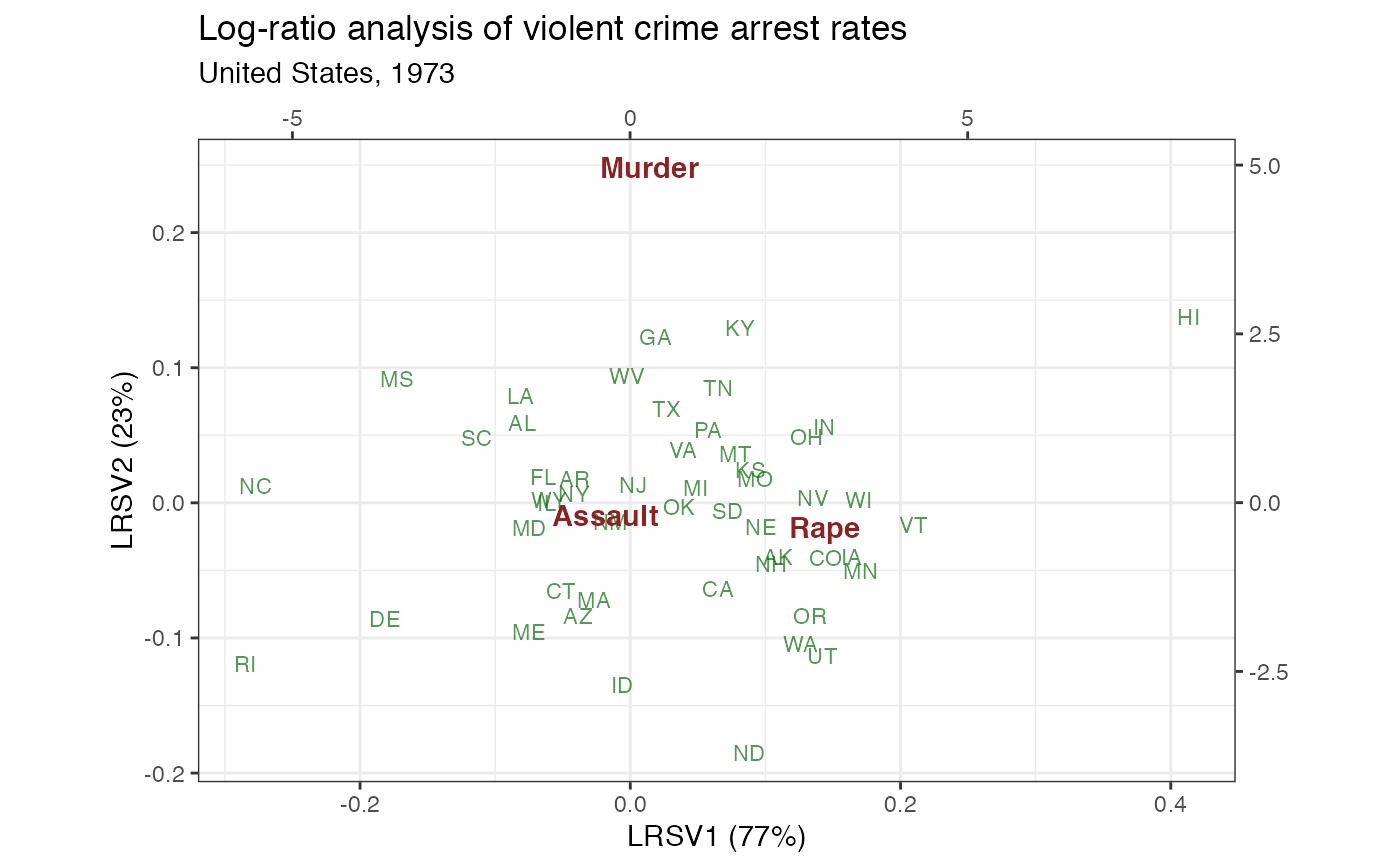 Log-ratio analysis of violent crime arrest rates
United States, 1973
-5 0 5
Murder 5.0
0.2
HI
KY
GA 2.5
0.1 WV
MS TN
LA TX
AL IN
PA OH
SC VA
MT
KS
FL AR MO
NC NJ MI
NY NV WI
0.0 WY IL 0.0
OK
SD
Assault NM
MD NE Rape VT
AK CO IA
NH MN
CT CA
MA
DE AZ OR
ME
-0.1 WA
UT
RI -2.5
ID
ND
-0.2
-0.2 0.0 0.2 0.4
LRSV1 (77%)
LRSV2 (23%)